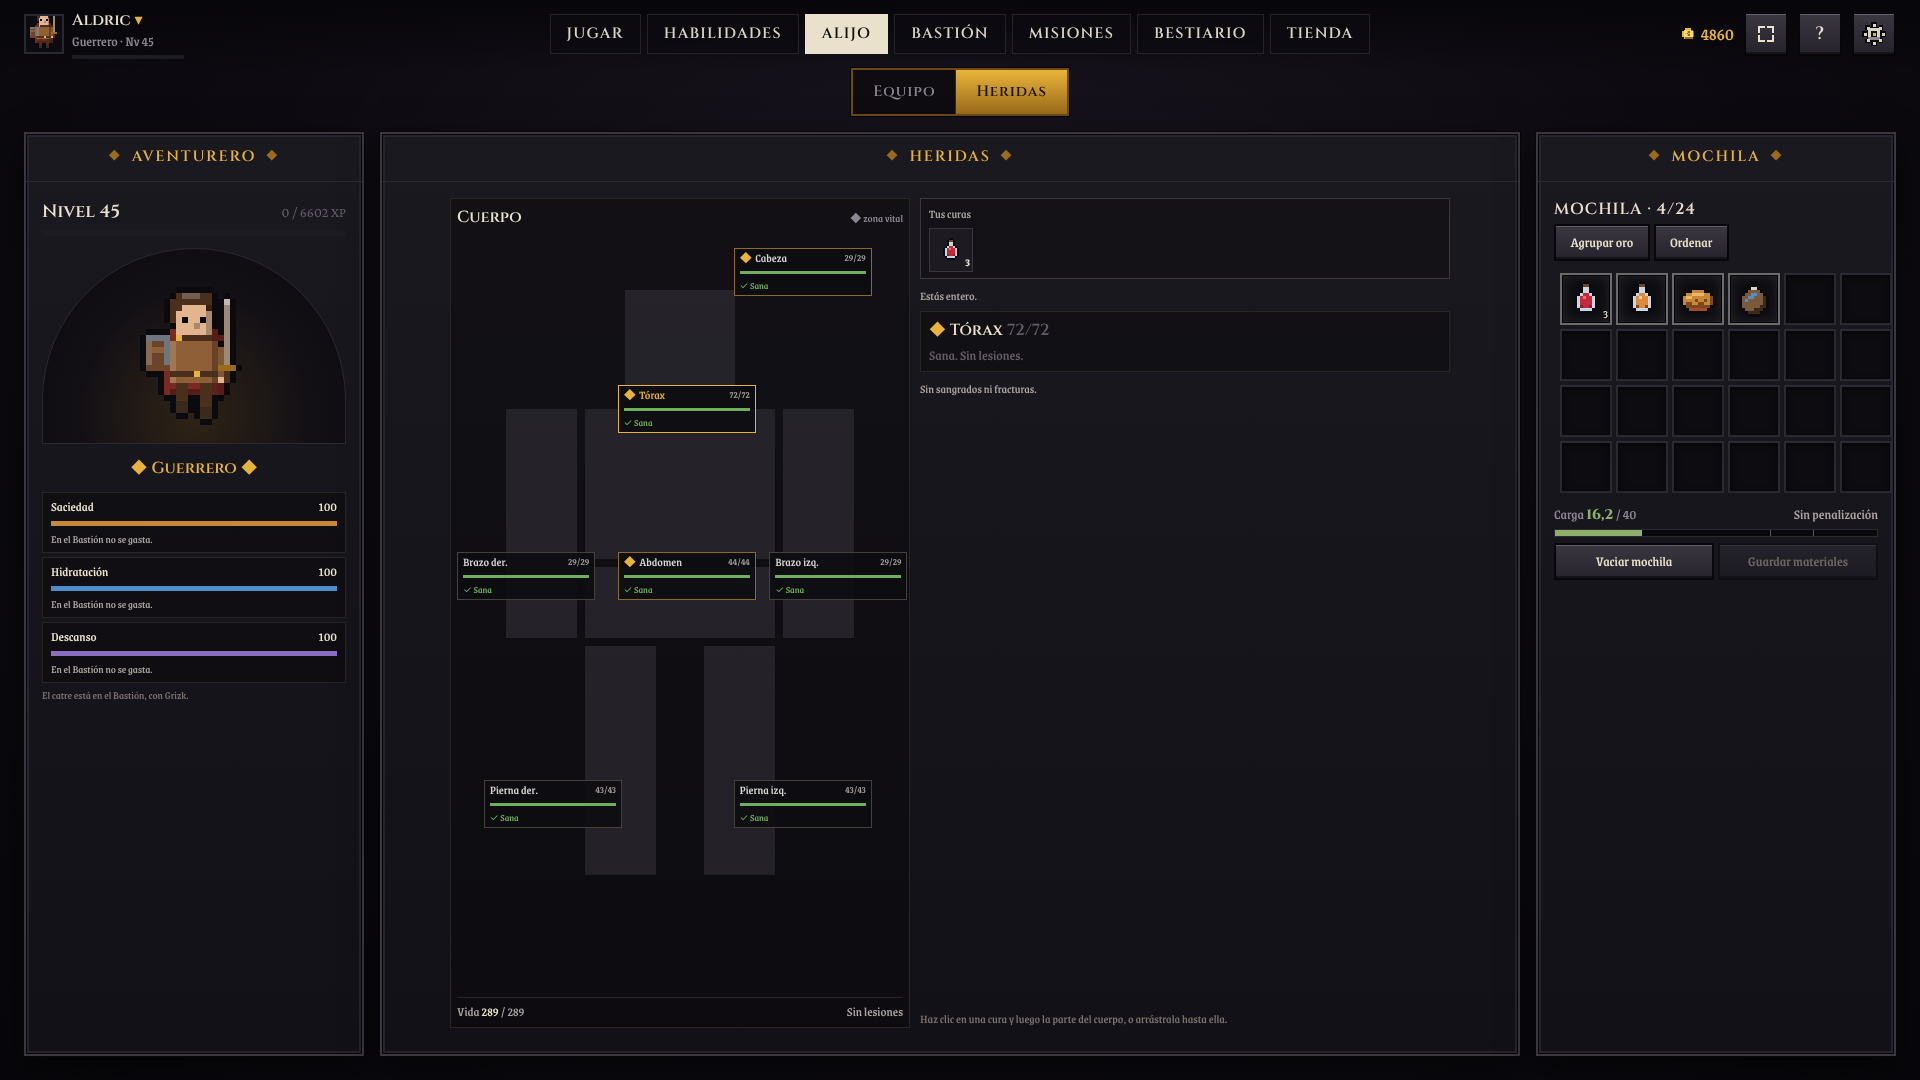 Aldric ▾
Guerrero · Nv 45
JUGAR
HABILIDADES
ALIJO
BASTIÓN
MISIONES
BESTIARIO
TIENDA
4860
?
Equipo
Heridas
AVENTURERO
Nivel 45
0 / 6602 XP
Guerrero
Saciedad 100
En el Bastión no se gasta.
Hidratación 100
En el Bastión no se gasta.
Descanso 100
En el Bastión no se gasta.
El catre está en el Bastión, con Grizk.
HERIDAS
Cuerpo
zona vital
Cabeza 29/29
✓ Sana
Tórax 72/72
✓ Sana
Brazo der. 29/29
✓ Sana
Abdomen 44/44
✓ Sana
Brazo izq. 29/29
✓ Sana
Pierna der. 43/43
✓ Sana
Pierna izq. 43/43
✓ Sana
Vida 289 / 289
Sin lesiones
Tus curas
3
Estás entero.
Tórax 72/72
Sana. Sin lesiones.
Sin sangrados ni fracturas.
Haz clic en una cura y luego la parte del cuerpo, o arrástrala hasta ella.
MOCHILA
MOCHILA · 4/24
Agrupar oro
Ordenar
3
Carga 16,2 / 40
Sin penalización
Vaciar mochila
Guardar materiales